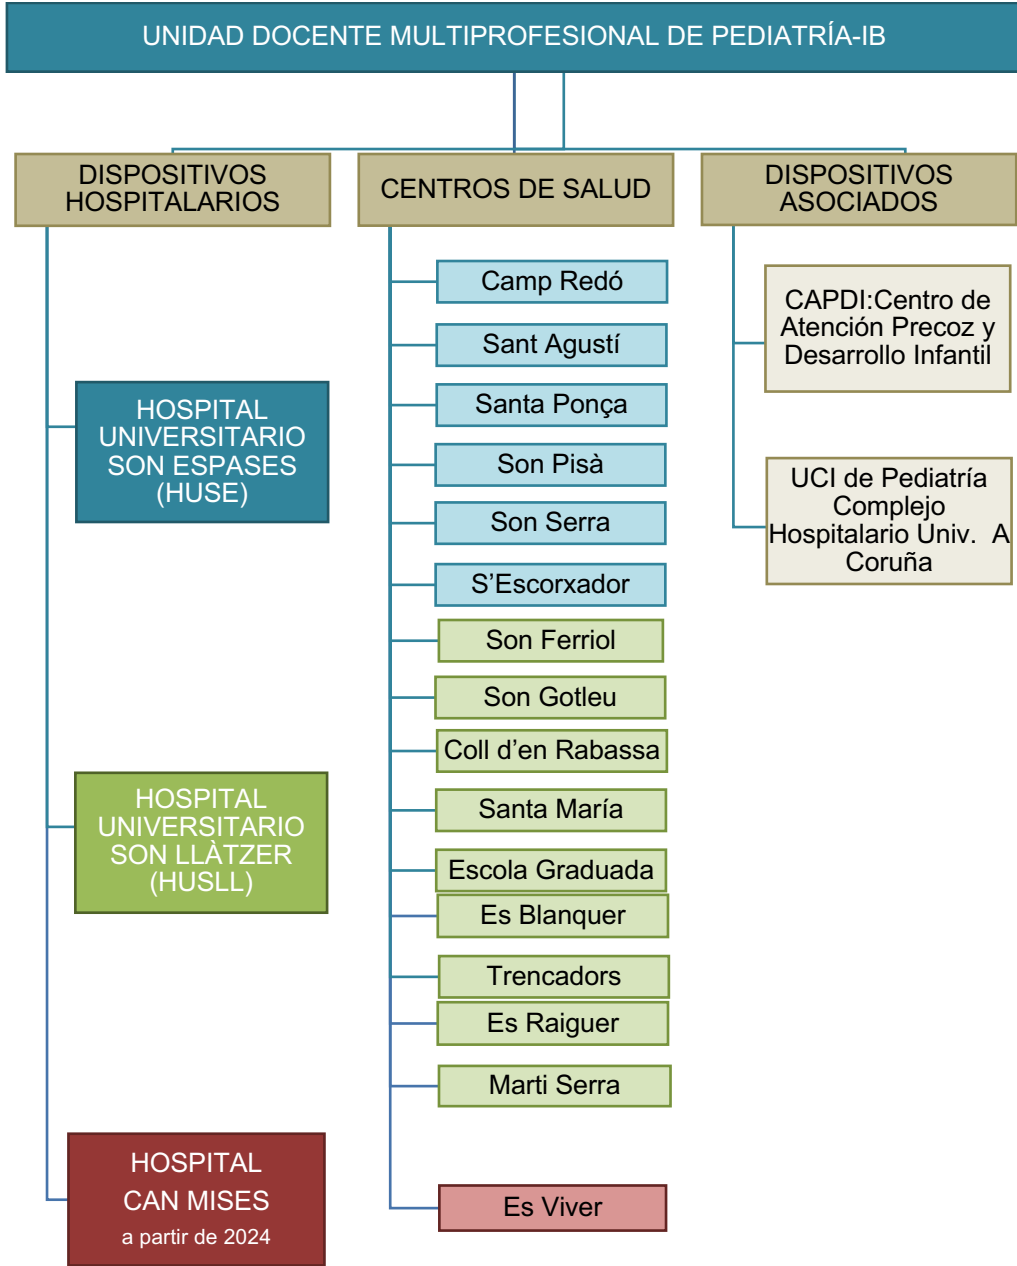 UNIDAD DOCENTE MULTIPROFESIONAL DE PEDIATRÍA-IB
DISPOSITIVOS
HOSPITALARIOS
HOSPITAL
UNIVERSITARIO
SON ESPASES
(HUSE)
HOSPITAL
UNIVERSITARIO
SON LLÀTZER
(HUSLL)
HOSPITAL
CAN MISES
a partir de 2024
CENTROS DE SALUD
Camp Redó
Sant Agustí
Santa Ponça
Son Pisà
Son Serra
S’Escorxador
Son Ferriol
Son Gotleu
Coll d’en Rabassa
Santa María
Escola Graduada
Es Blanquer
Trencadors
Es Raiguer
Marti Serra
Es Viver
DISPOSITIVOS
ASOCIADOS
CAPDI:Centro de
Atención Precoz y
Desarrollo Infantil
UCI de Pediatría
Complejo
Hospitalario Univ. A
Coruña